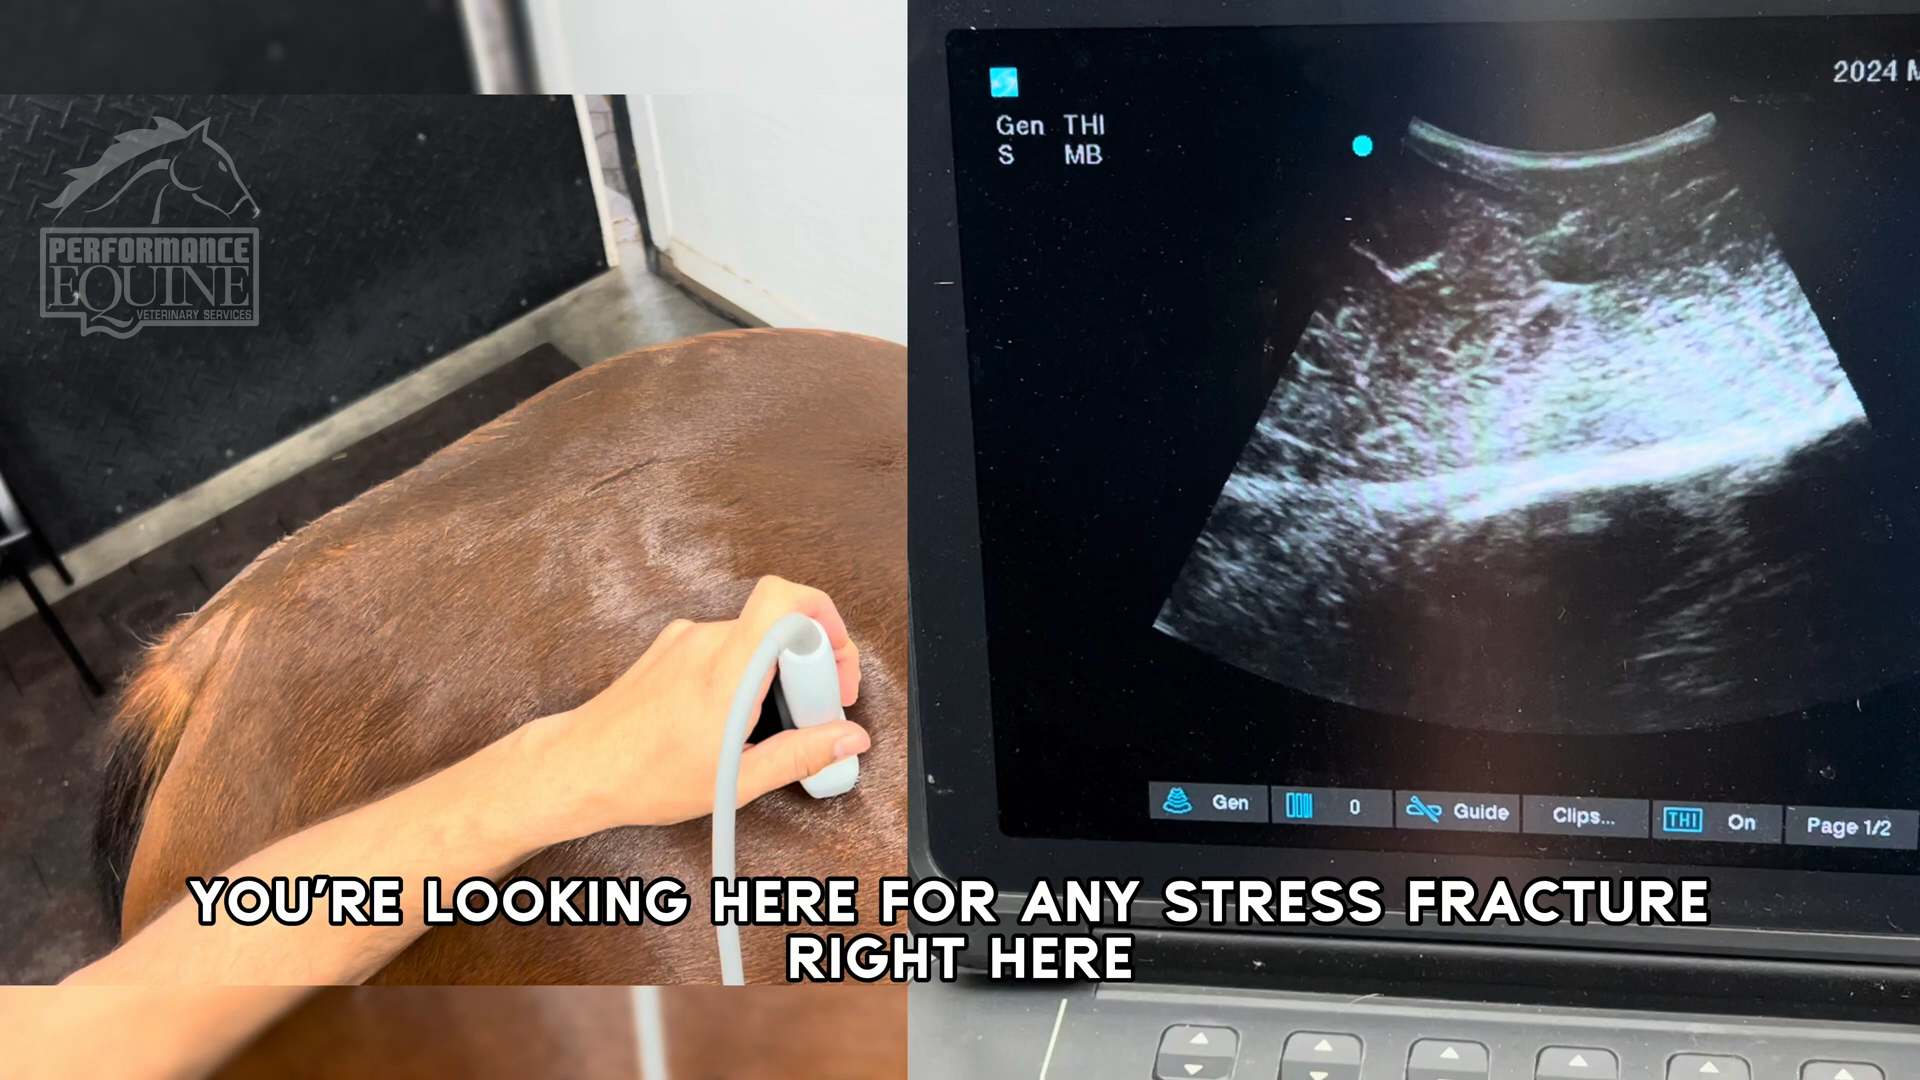 PERFORMANCE
EQUINE
VETERINARY SERVICES
2024
Gen THI
S MB
Gen
0
Guide
Clips...
THI On
Page 1/2
YOU'RE LOOKING HERE FOR ANY STRESS FRACTURE
RIGHT HERE